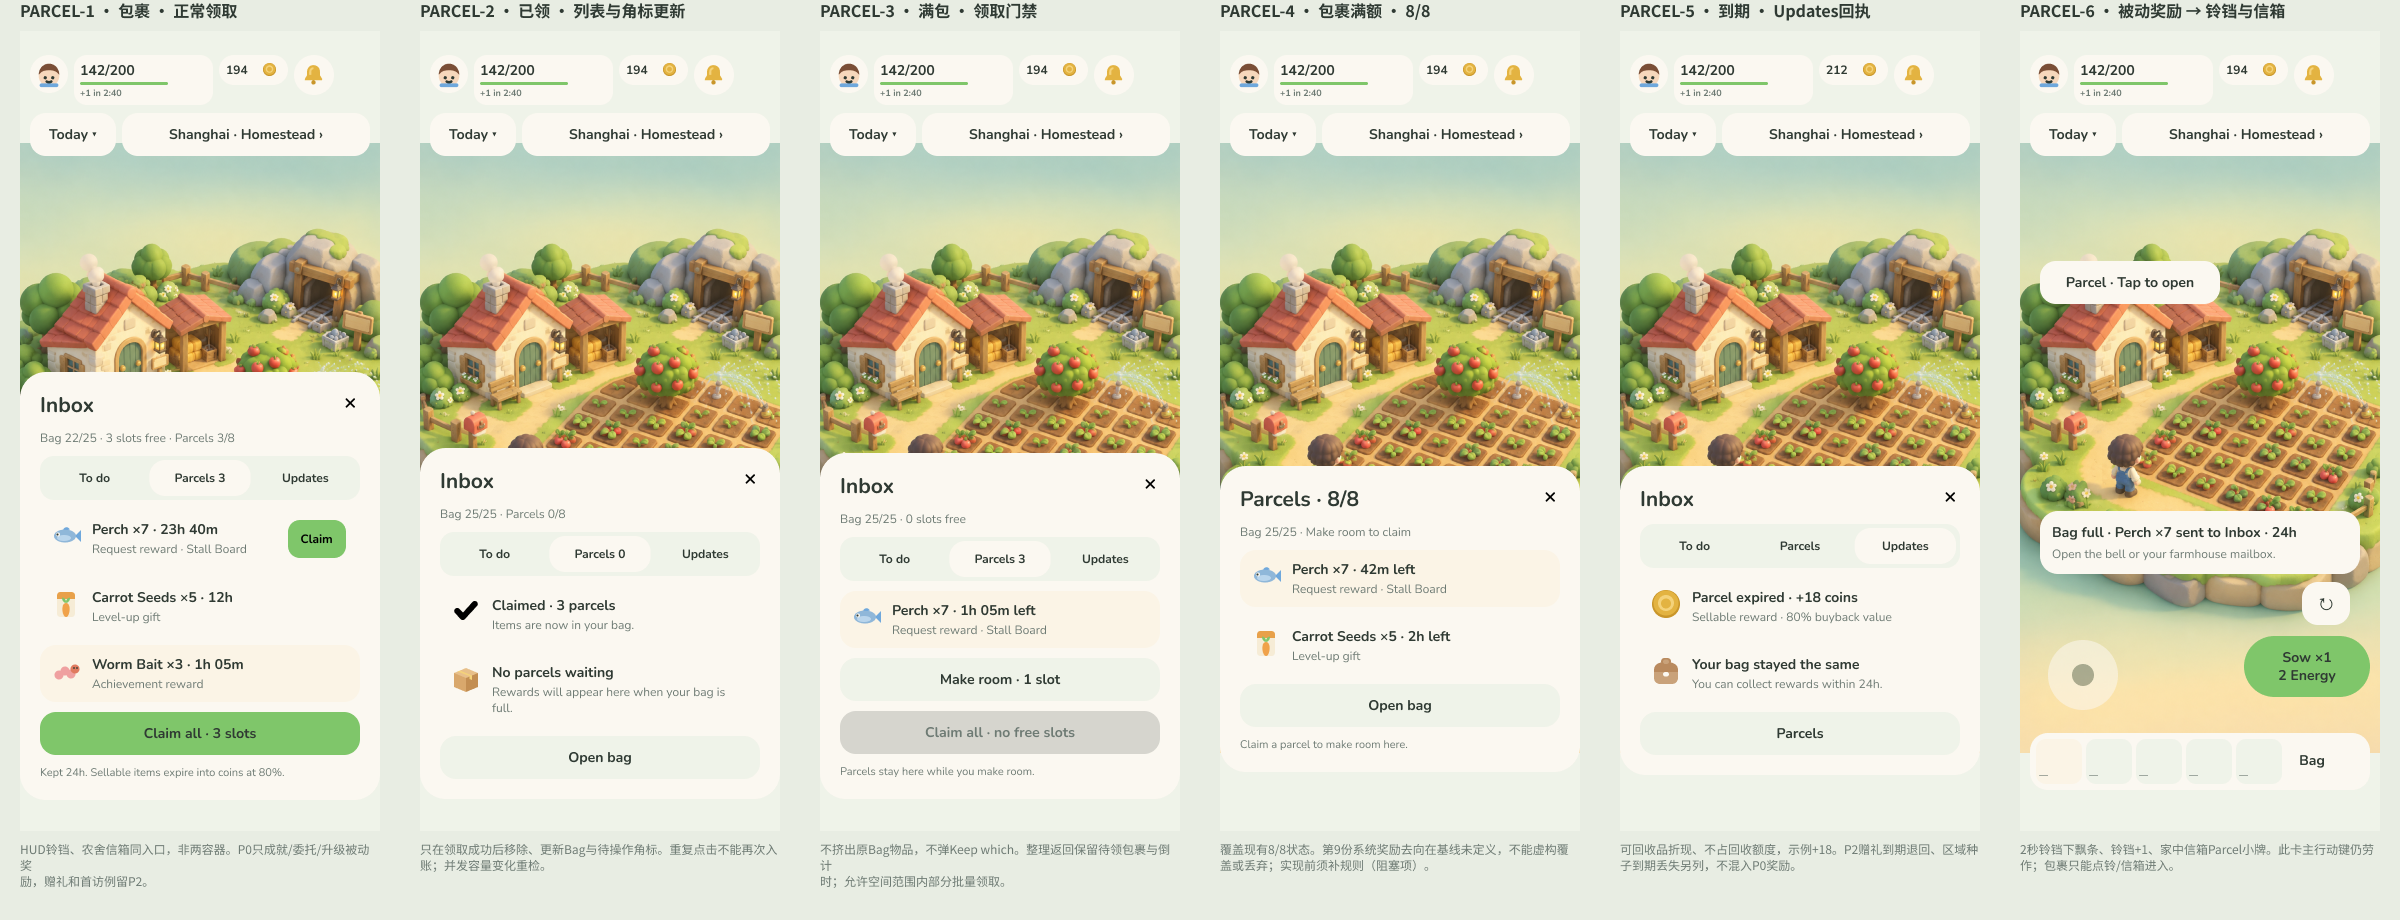 PARCEL-1 • 包裹 • 正常领取
142/200
+1 in 2:40
194
Today ▾
Shanghai · Homestead ›
Inbox
×
Bag 22/25 · 3 slots free · Parcels 3/8
To do
Parcels 3
Updates
Perch ×7 · 23h 40m
Request reward · Stall Board
Claim
Carrot Seeds ×5 · 12h
Level-up gift
Worm Bait ×3 · 1h 05m
Achievement reward
Claim all · 3 slots
Kept 24h. Sellable items expire into coins at 80%.
HUD铃铛、农舍信箱同入口，非两容器。P0只成就/委托/升级被动
奖
励，赠礼和首访例留P2。
PARCEL-2 • 已领 • 列表与角标更新
142/200
+1 in 2:40
194
Today ▾
Shanghai · Homestead ›
Inbox
×
Bag 25/25 · Parcels 0/8
To do
Parcels 0
Updates
Claimed · 3 parcels
Items are now in your bag.
No parcels waiting
Rewards will appear here when your bag is
full.
Open bag
只在领取成功后移除、更新Bag与待操作角标。重复点击不能再次入
账；并发容量变化重检。
PARCEL-3 • 满包 • 领取门禁
142/200
+1 in 2:40
194
Today ▾
Shanghai · Homestead ›
Inbox
×
Bag 25/25 · 0 slots free
To do
Parcels 3
Updates
Perch ×7 · 1h 05m left
Request reward · Stall Board
Make room · 1 slot
Claim all · no free slots
Parcels stay here while you make room.
不挤出原Bag物品，不弹Keep which。整理返回保留待领包裹与倒
计
时；允许空间范围内部分批量领取。
PARCEL-4 • 包裹满额 • 8/8
142/200
+1 in 2:40
194
Today ▾
Shanghai · Homestead ›
Parcels · 8/8
×
Bag 25/25 · Make room to claim
Perch ×7 · 42m left
Request reward · Stall Board
Carrot Seeds ×5 · 2h left
Level-up gift
Open bag
Claim a parcel to make room here.
覆盖现有8/8状态。第9份系统奖励去向在基线未定义，不能虚构覆
盖或丢弃；实现前须补规则（阻塞项）。
PARCEL-5 • 到期 • Updates回执
142/200
+1 in 2:40
212
Today ▾
Shanghai · Homestead ›
Inbox
×
To do
Parcels
Updates
Parcel expired · +18 coins
Sellable reward · 80% buyback value
Your bag stayed the same
You can collect rewards within 24h.
Parcels
可回收品折现、不占回收额度，示例+18。P2赠礼到期退回、区域种
子到期丢失另列，不混入P0奖励。
PARCEL-6 • 被动奖励 → 铃铛与信箱
142/200
+1 in 2:40
194
Today ▾
Shanghai · Homestead ›
Parcel · Tap to open
Bag full · Perch ×7 sent to Inbox · 24h
Open the bell or your farmhouse mailbox.
↻
Sow ×1
2 Energy
Bag
2秒铃铛下飘条、铃铛+1、家中信箱Parcel小牌。此卡主行动键仍劳
作；包裹只能点铃/信箱进入。